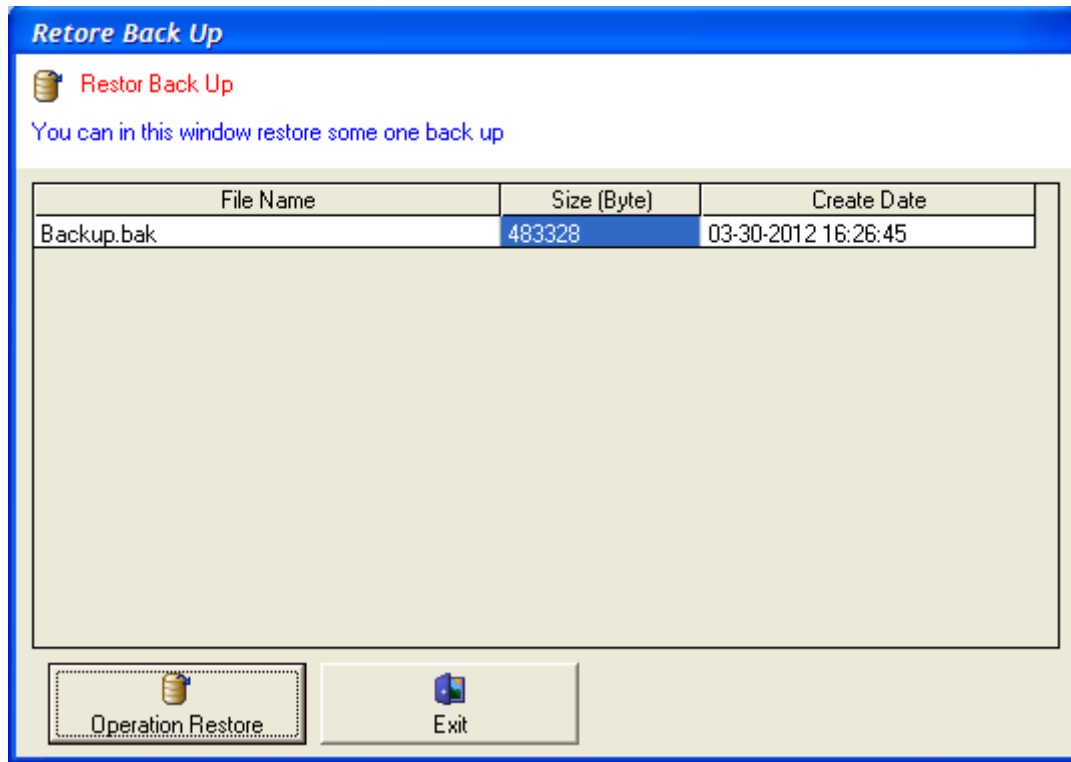 Retore Back Up
Restor Back Up
You can in this window restore some one back up
File Name Size (Byte) Create Date
Backup.bak 483328 03-30-2012 16:26:45
Operation Restore Exit